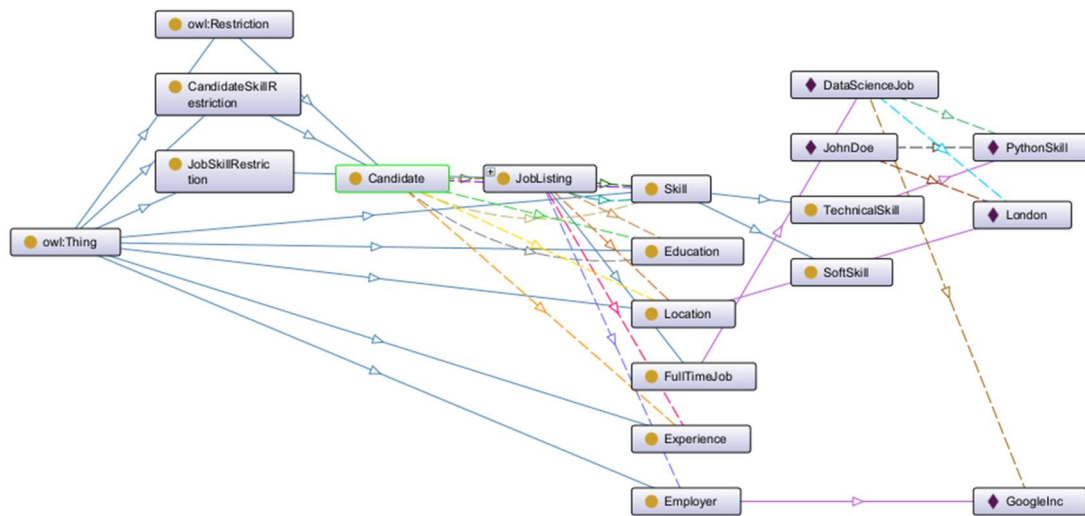 owl:Restriction
CandidateSkillR
estriction
JobSkillRestric
tion
owl:Thing
Candidate
JobListing
Skill
Education
Location
FullTimeJob
Experience
Employer
DataScienceJob
JohnDoe
TechnicalSkill
SoftSkill
PythonSkill
London
GoogleInc